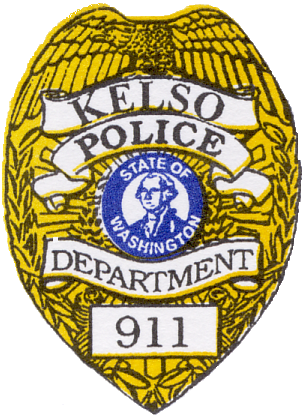 KELSO
POLICE
STATE OF
WASHINGTON
DEPARTMENT
911